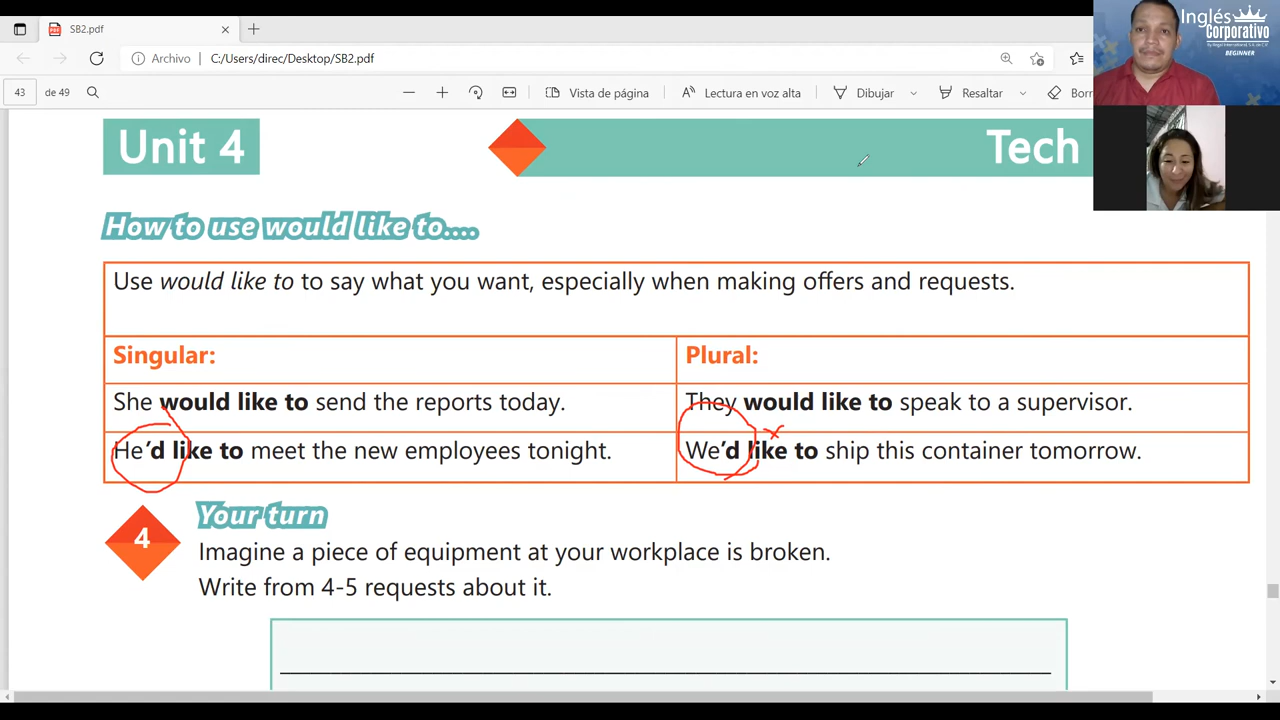 SB2.pdf
Archivo C:/Users/direc/Desktop/SB2.pdf
43 de 49 Vista de página Lectura en voz alta Dibujar Resaltar Borr
Inglés
Corporativo
BEGINNER
Unit 4 Tech
How to use would like to....
Use would like to to say what you want, especially when making offers and requests.
Singular: Plural:
She would like to send the reports today. They would like to speak to a supervisor.
He'd like to meet the new employees tonight. We'd like to ship this container tomorrow.
4 Your turn
Imagine a piece of equipment at your workplace is broken.
Write from 4-5 requests about it.